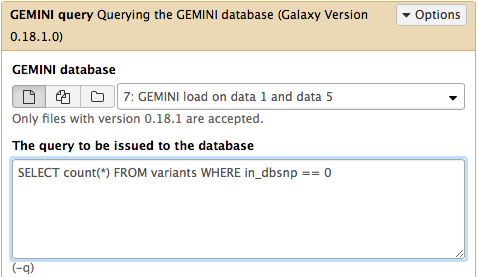 GEMINI query Querying the GEMINI database (Galaxy Version
0.18.1.0)
Options
GEMINI database
7: GEMINI load on data 1 and data 5
Only files with version 0.18.1 are accepted.
The query to be issued to the database
SELECT count(*) FROM variants WHERE in_dbsnp == 0
(-q)